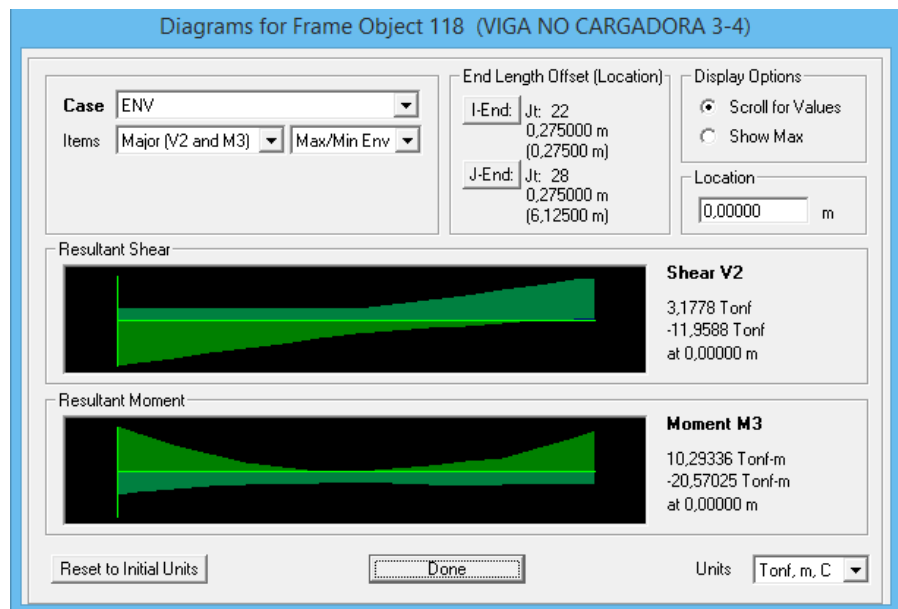 Diagrams for Frame Object 118 (VIGA NO CARGADORA 3-4)
Case ENV
Items Major (V2 and M3) Max/Min Env
End Length Offset (Location)
I-End: Jt: 22
0,275000 m
(0,27500 m)
J-End: Jt: 28
0,275000 m
(6,12500 m)
Display Options
Scroll for Values
Show Max
Location
0,00000 m
Resultant Shear
Shear V2
3,1778 Tonf
-11,9588 Tonf
at 0,00000 m
Resultant Moment
Moment M3
10,29336 Tonf-m
-20,57025 Tonf-m
at 0,00000 m
Reset to Initial Units
Done
Units Tonf, m, C